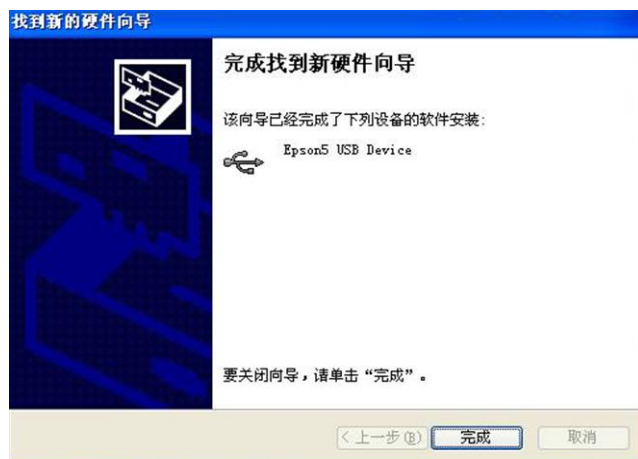 找到新的硬件向导
完成找到新硬件向导
该向导已经完成了下列设备的软件安装:
Epson5 USB Device
要关闭向导,请单击“完成”。
<上一步(B) 完成 取消